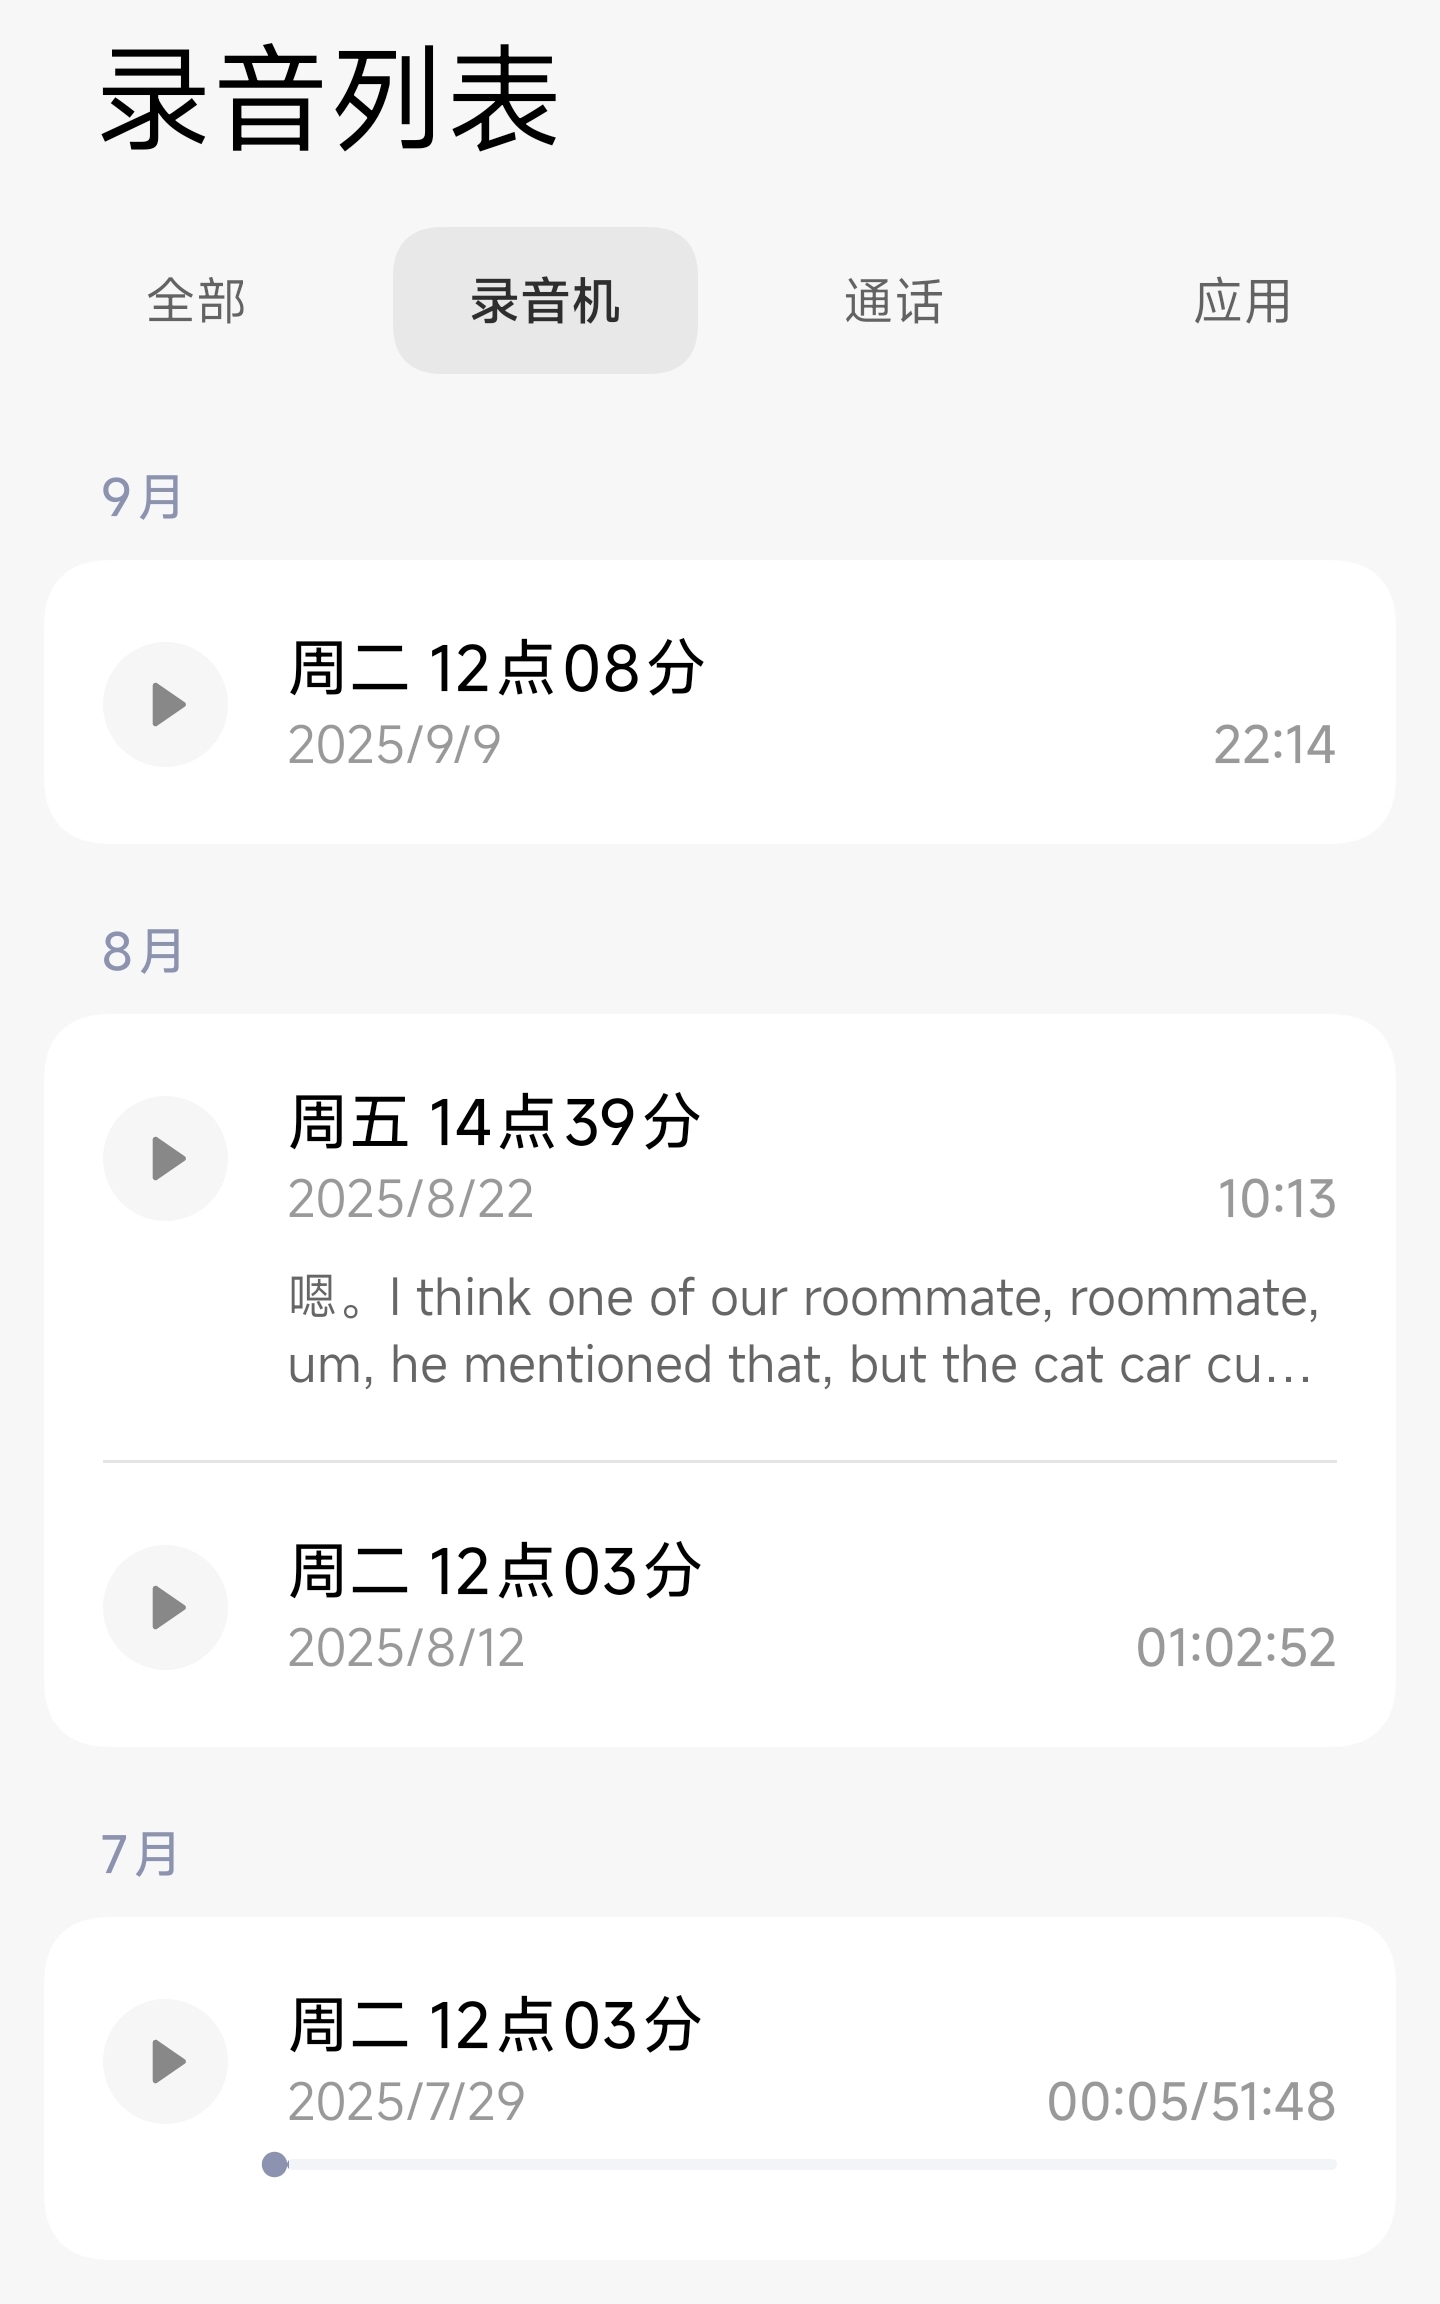 录音列表
全部 录音机 通话 应用
9月
周二 12点08分
2025/9/9 22:14
8月
周五 14点39分
2025/8/22 10:13
嗯。I think one of our roommate, roommate,
um, he mentioned that, but the cat car cu...
周二 12点03分
2025/8/12 01:02:52
7月
周二 12点03分
2025/7/29 00:05/51:48